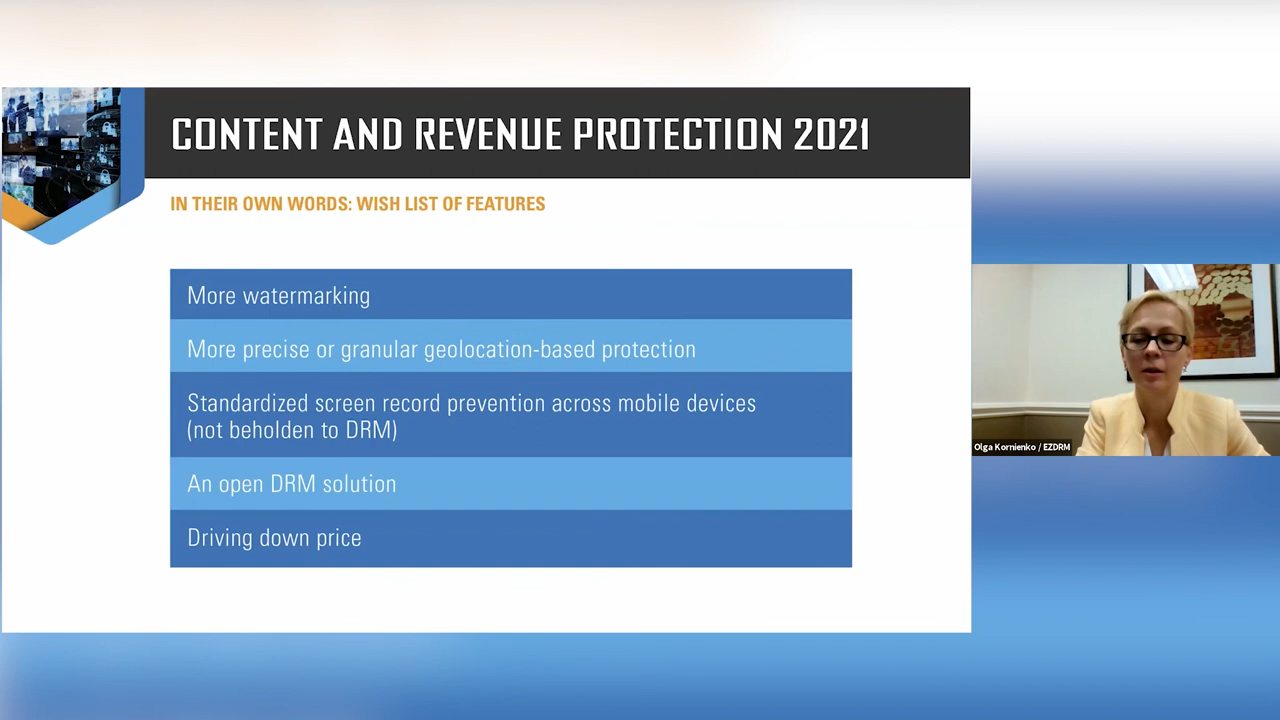 CONTENT AND REVENUE PROTECTION 2021
IN THEIR OWN WORDS: WISH LIST OF FEATURES
More watermarking
More precise or granular geolocation-based protection
Standardized screen record prevention across mobile devices
(not beholden to DRM)
An open DRM solution
Driving down price
Olga Kornienko / EZDRM